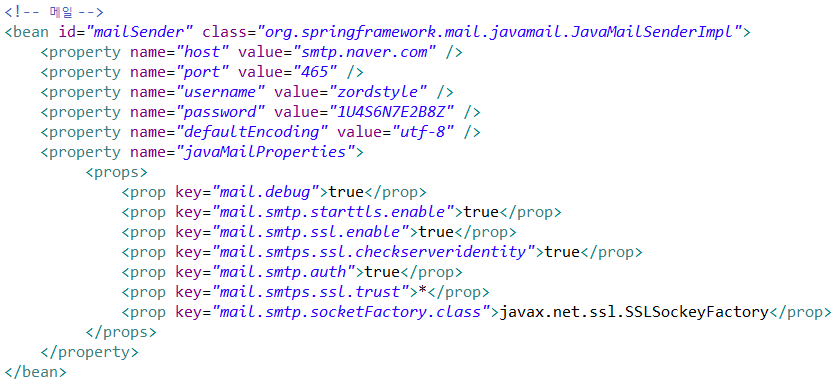 <!-- 메일 -->
<bean id="mailSender" class="org.springframework.mail.javamail.JavaMailSenderImpl">
<property name="host" value="smtp.naver.com" />
<property name="port" value="465" />
<property name="username" value="zordstyle" />
<property name="password" value="1U4S6N7E2B8Z" />
<property name="defaultEncoding" value="utf-8" />
<property name="javaMailProperties">
<props>
<prop key="mail.debug">true</prop>
<prop key="mail.smtp.starttls.enable">true</prop>
<prop key="mail.smtp.ssl.enable">true</prop>
<prop key="mail.smtps.ssl.checkserveridentity">true</prop>
<prop key="mail.smtp.auth">true</prop>
<prop key="mail.smtps.ssl.trust">*</prop>
<prop key="mail.smtp.socketFactory.class">javax.net.ssl.SSLSockeyFactory</prop>
</props>
</property>
</bean>